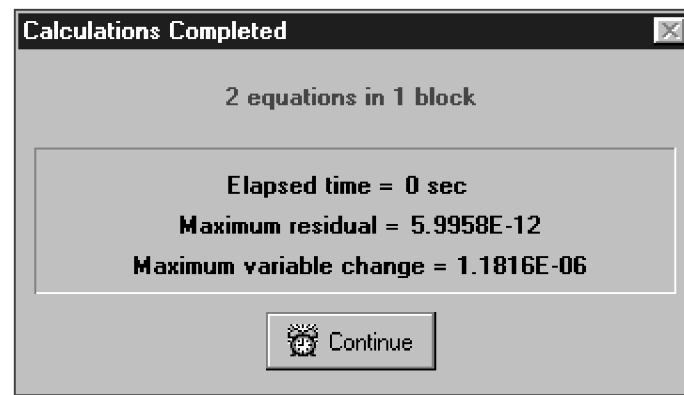 Calculations Completed
2 equations in 1 block
Elapsed time = 0 sec
Maximum residual = 5.9958E-12
Maximum variable change = 1.1816E-06
Continue